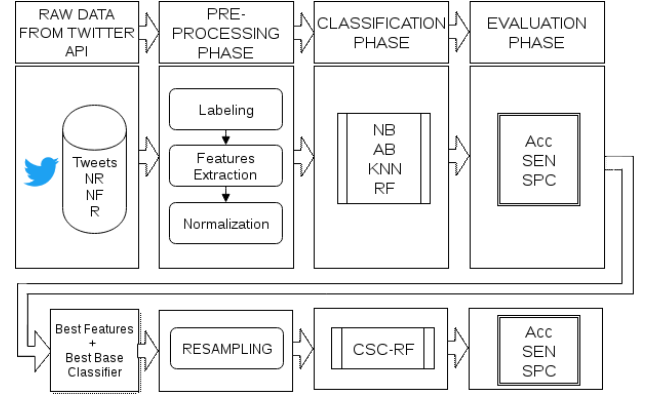 RAW DATA
FROM TWITTER
API
PRE-
PROCESSING
PHASE
CLASSIFICATION
PHASE
EVALUATION
PHASE
Tweets
NR
NF
R
Labeling
Features
Extraction
Normalization
NB
AB
KNN
RF
Acc
SEN
SPC
Best Features
+
Best Base
Classifier
RESAMPLING
CSC-RF
Acc
SEN
SPC